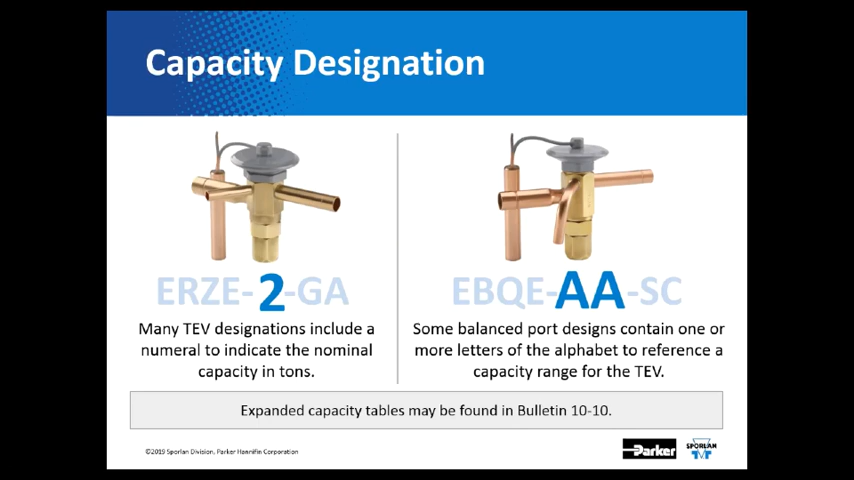 Capacity Designation
ERZE-2-GA
Many TEV designations include a
numeral to indicate the nominal
capacity in tons.
EBQE-AA-SC
Some balanced port designs contain one or
more letters of the alphabet to reference a
capacity range for the TEV.
Expanded capacity tables may be found in Bulletin 10-10.
©2019 Sporlan Division, Parker Hannifin Corporation
Parker
SPORLAN